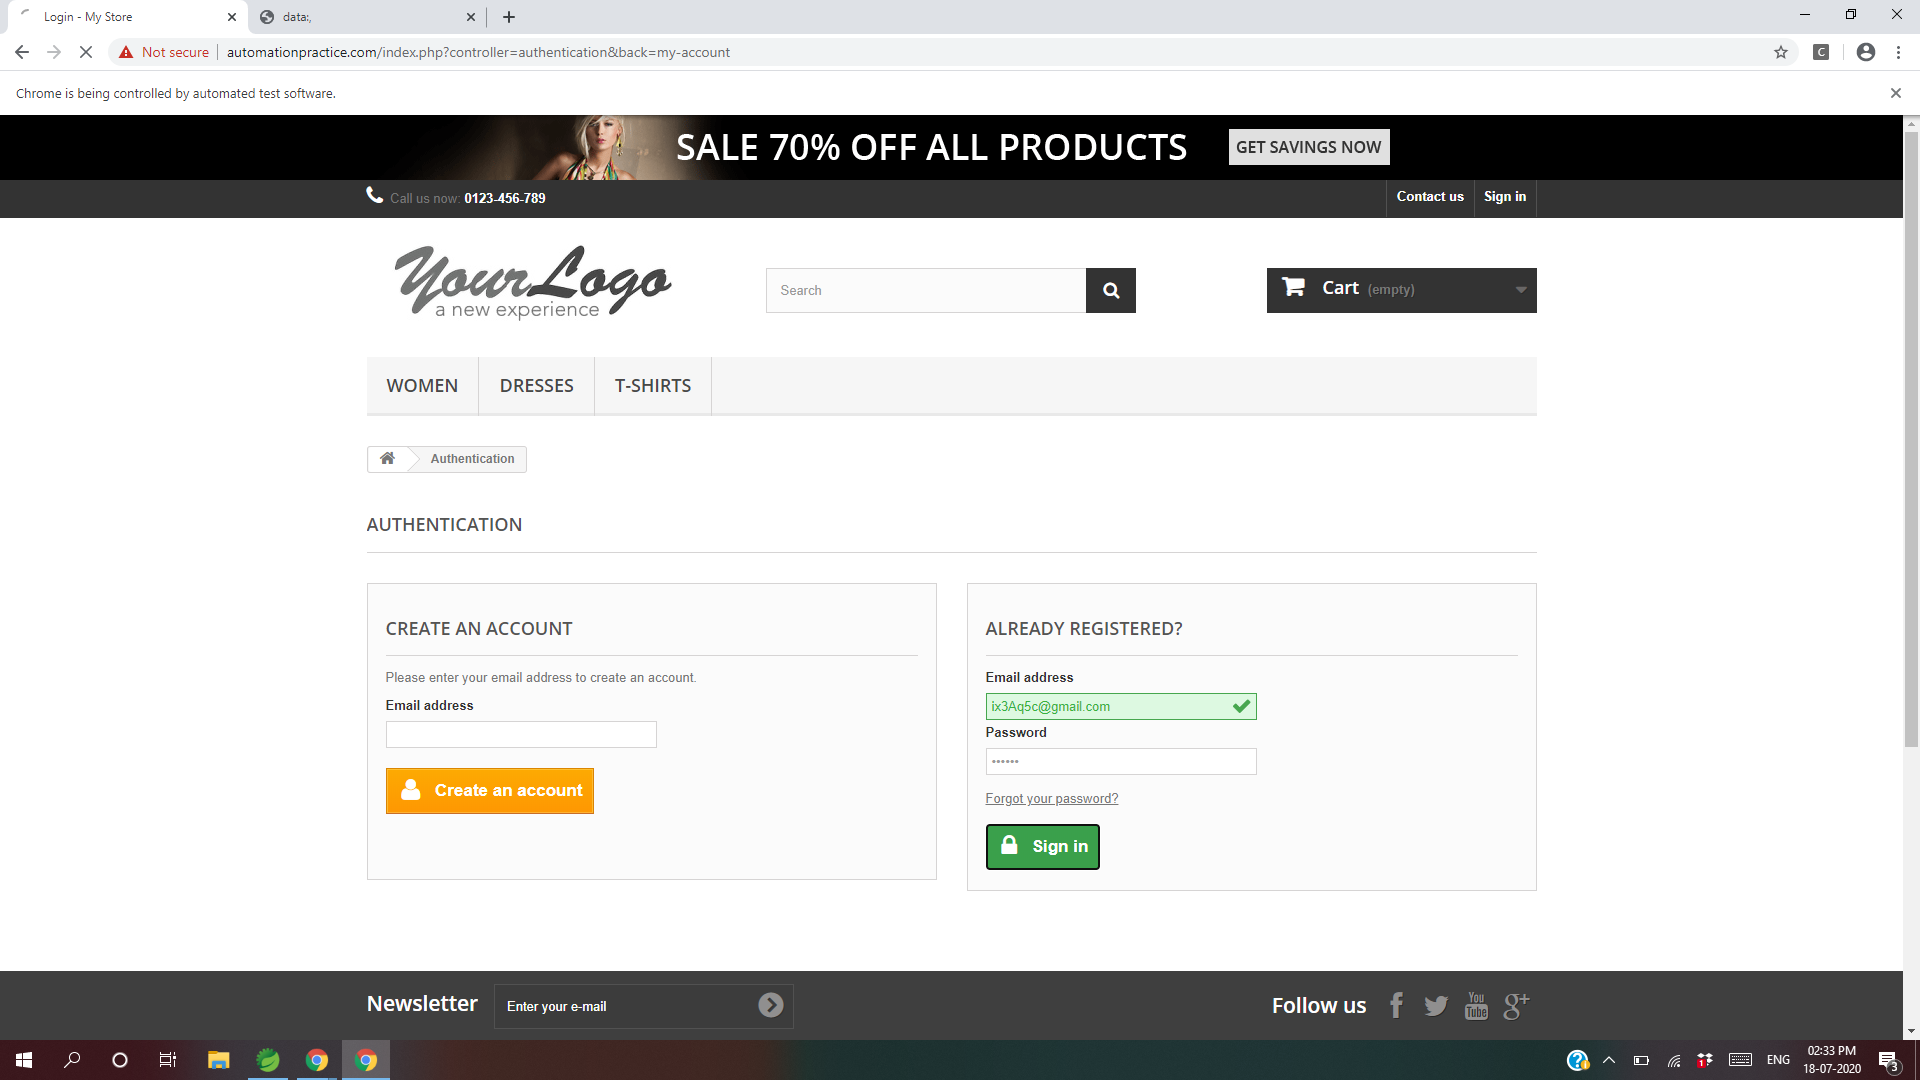 Login - My Store
data:,
Not secure
automationpractice.com/index.php?controller=authentication&back=my-account
Chrome is being controlled by automated test software.
SALE 70% OFF ALL PRODUCTS
GET SAVINGS NOW
Call us now: 0123-456-789
Contact us
Sign in
Your Logo
a new experience
Search
Cart (empty)
WOMEN
DRESSES
T-SHIRTS
Authentication
AUTHENTICATION
CREATE AN ACCOUNT
Please enter your email address to create an account.
Email address
Create an account
ALREADY REGISTERED?
Email address
ix3Aq5c@gmail.com
Password
••••••
Forgot your password?
Sign in
Newsletter
Enter your e-mail
Follow us
You
Tube
g+
ENG
02:33 PM
18-07-2020
3